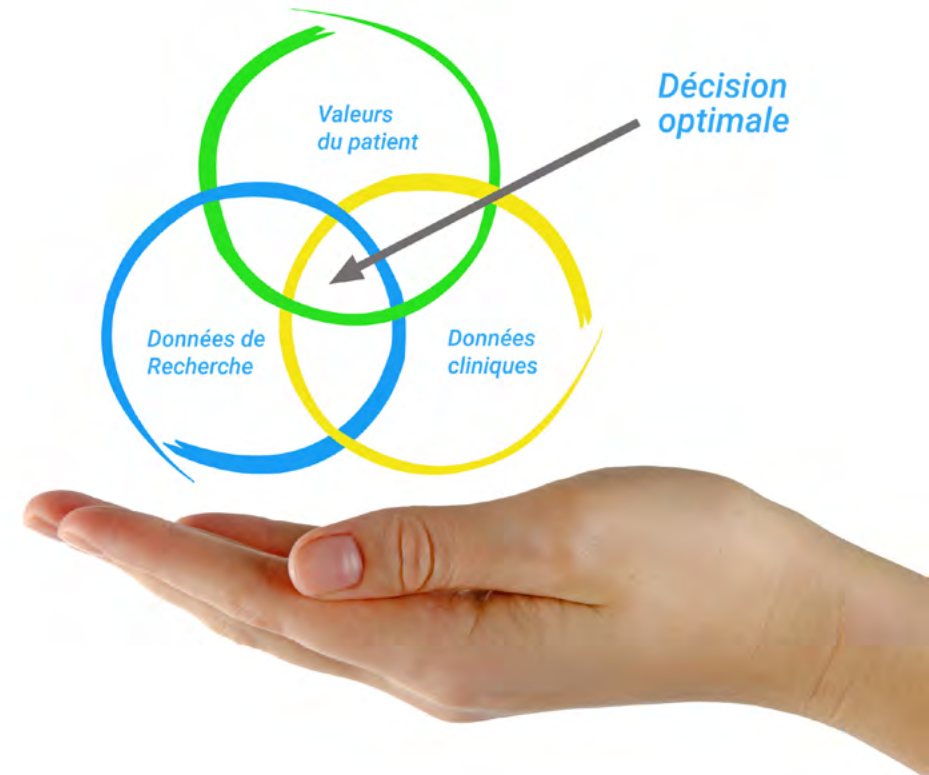 Valeurs
du patient
Décision
optimale
Données de
Recherche
Données
cliniques